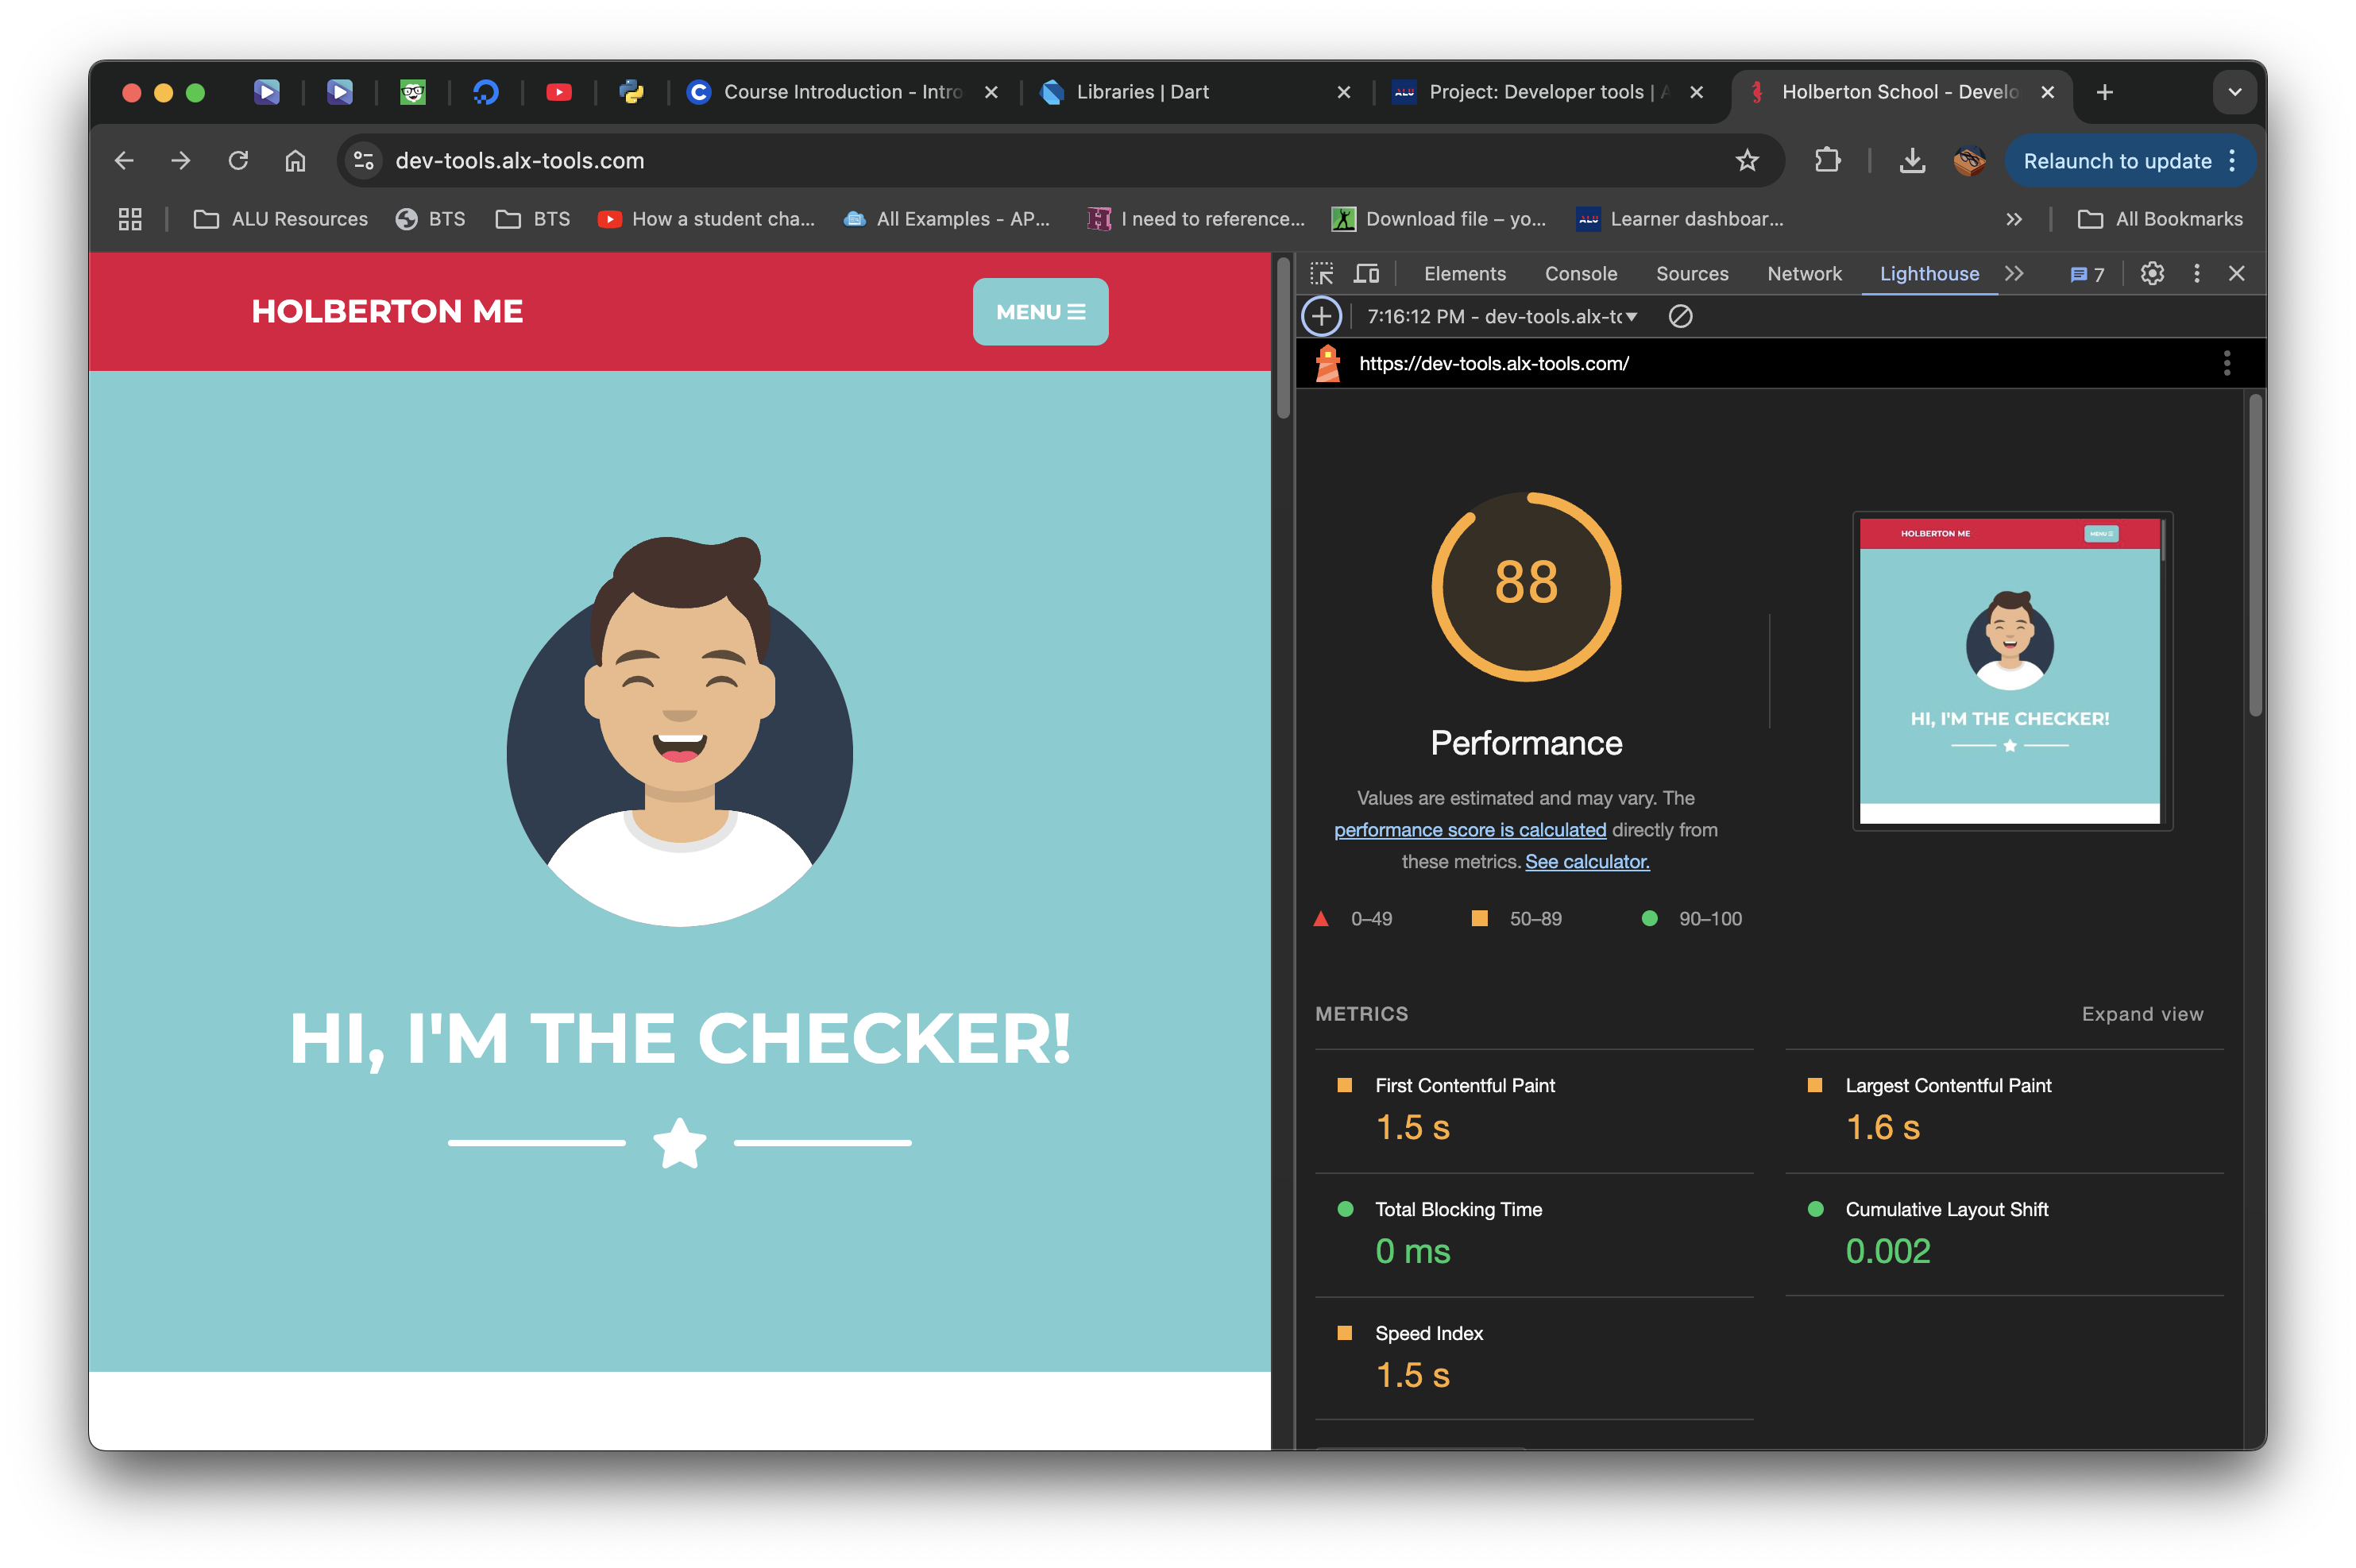 Course Introduction - Intro
Libraries | Dart
Project: Developer tools | A
Holberton School - Develo
dev-tools.alx-tools.com
Relaunch to update
ALU Resources
BTS
BTS
How a student cha...
All Examples - AP...
I need to reference...
Download file – yo...
Learner dashboar...
All Bookmarks
HOLBERTON ME
MENU
HI, I'M THE CHECKER!
Elements
Console
Sources
Network
Lighthouse
7
7:16:12 PM - dev-tools.alx-to
https://dev-tools.alx-tools.com/
88
Performance
Values are estimated and may vary. The
performance score is calculated directly from
these metrics. See calculator.
0–49
50–89
90–100
HOLBERTON ME
MENU
HI, I'M THE CHECKER!
METRICS
Expand view
First Contentful Paint
1.5 s
Largest Contentful Paint
1.6 s
Total Blocking Time
0 ms
Cumulative Layout Shift
0.002
Speed Index
1.5 s